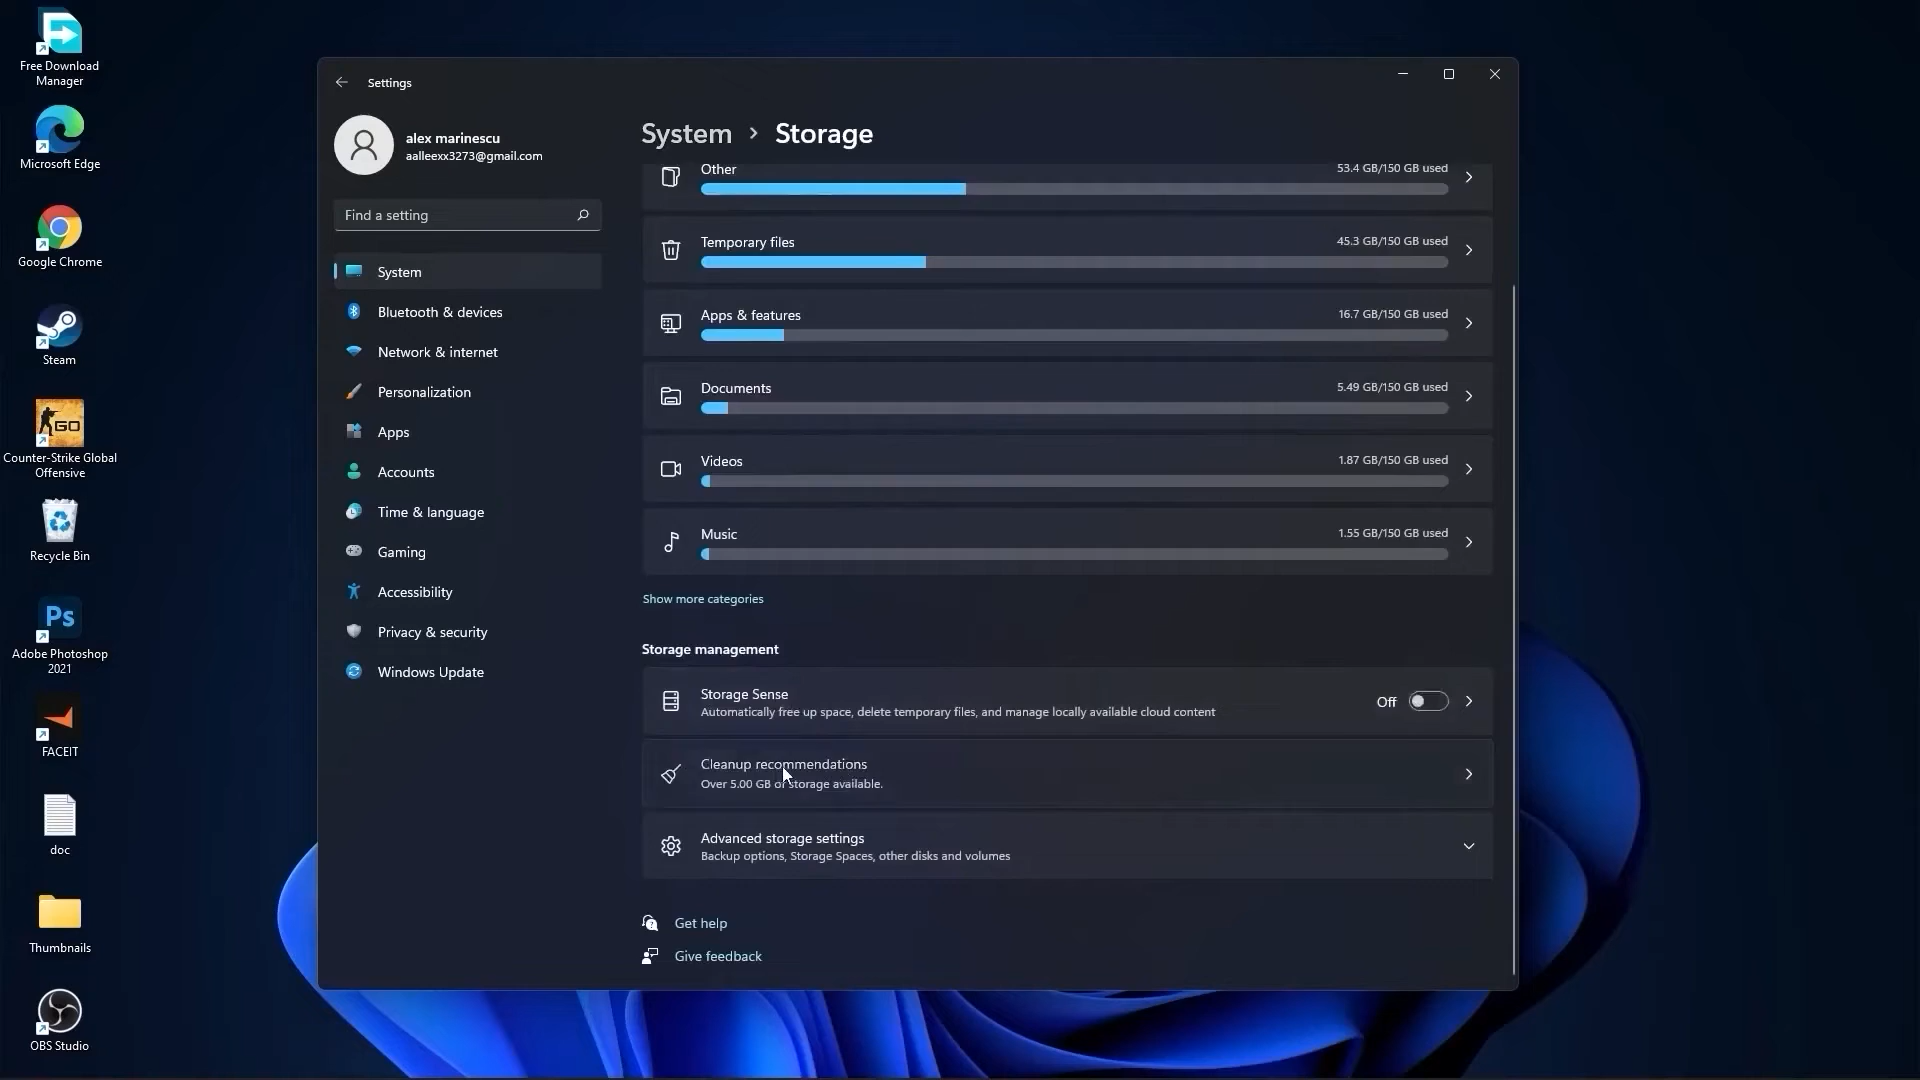 Free Download
Manager
Microsoft Edge
Google Chrome
Steam
GO
Counter-Strike Global
Offensive
Recycle Bin
Ps
Adobe Photoshop
2021
FACEIT
doc
Thumbnails
OBS Studio
Settings
alex marinescu
aalleexx3273@gmail.com
Find a setting
System
Bluetooth & devices
Network & internet
Personalization
Apps
Accounts
Time & language
Gaming
Accessibility
Privacy & security
Windows Update
System > Storage
Other 53.4 GB/150 GB used
Temporary files 45.3 GB/150 GB used
Apps & features 16.7 GB/150 GB used
Documents 5.49 GB/150 GB used
Videos 1.87 GB/150 GB used
Music 1.55 GB/150 GB used
Show more categories
Storage management
Storage Sense Off
Automatically free up space, delete temporary files, and manage locally available cloud content
Cleanup recommendations
Over 5.00 GB of storage available.
Advanced storage settings
Backup options, Storage Spaces, other disks and volumes
Get help
Give feedback